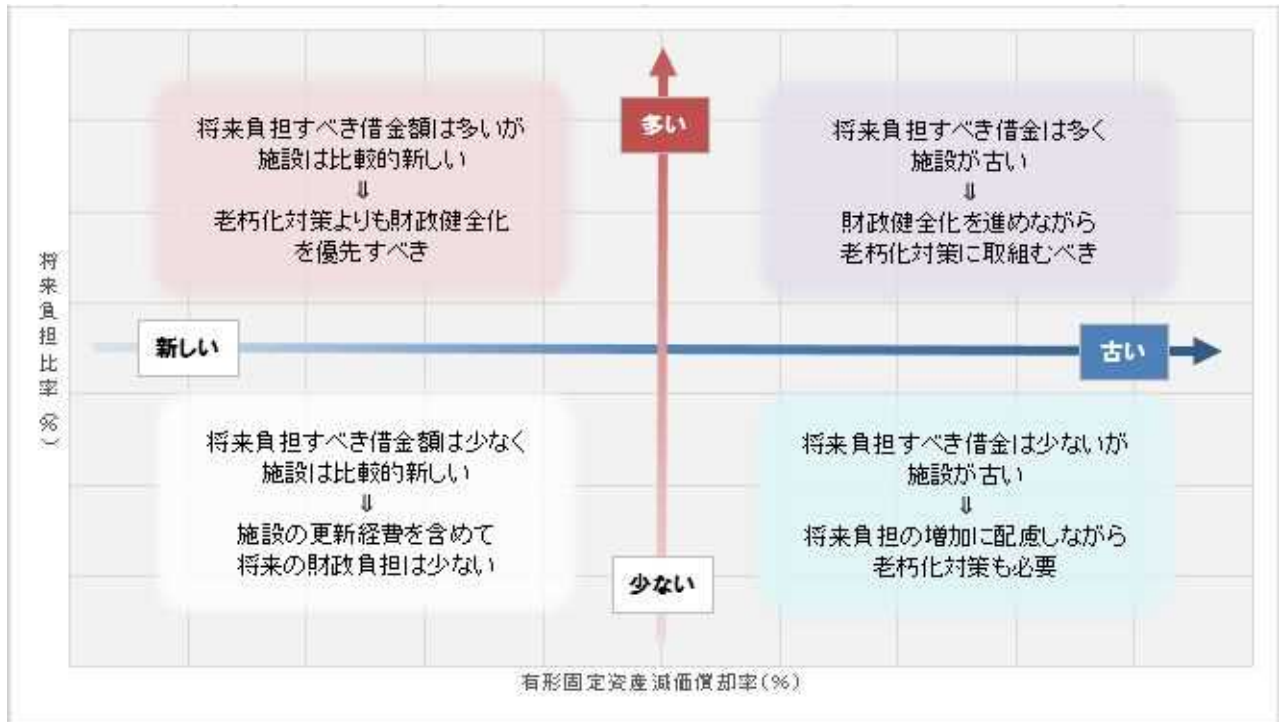 多い
将来負担すべき借金額は多いが
施設は比較的新しい
⇓
老朽化対策よりも財政健全化
を優先すべき
将来負担すべき借金は多く
施設が古い
⇓
財政健全化を進めながら
老朽化対策に取組むべき
将来負担比率(%)
新しい
古い
将来負担すべき借金額は少なく
施設は比較的新しい
⇓
施設の更新経費を含めて
将来の財政負担は少ない
将来負担すべき借金は少ないが
施設が古い
⇓
将来負担の増加に配慮しながら
老朽化対策も必要
少ない
有形固定資産減価償却率(%)